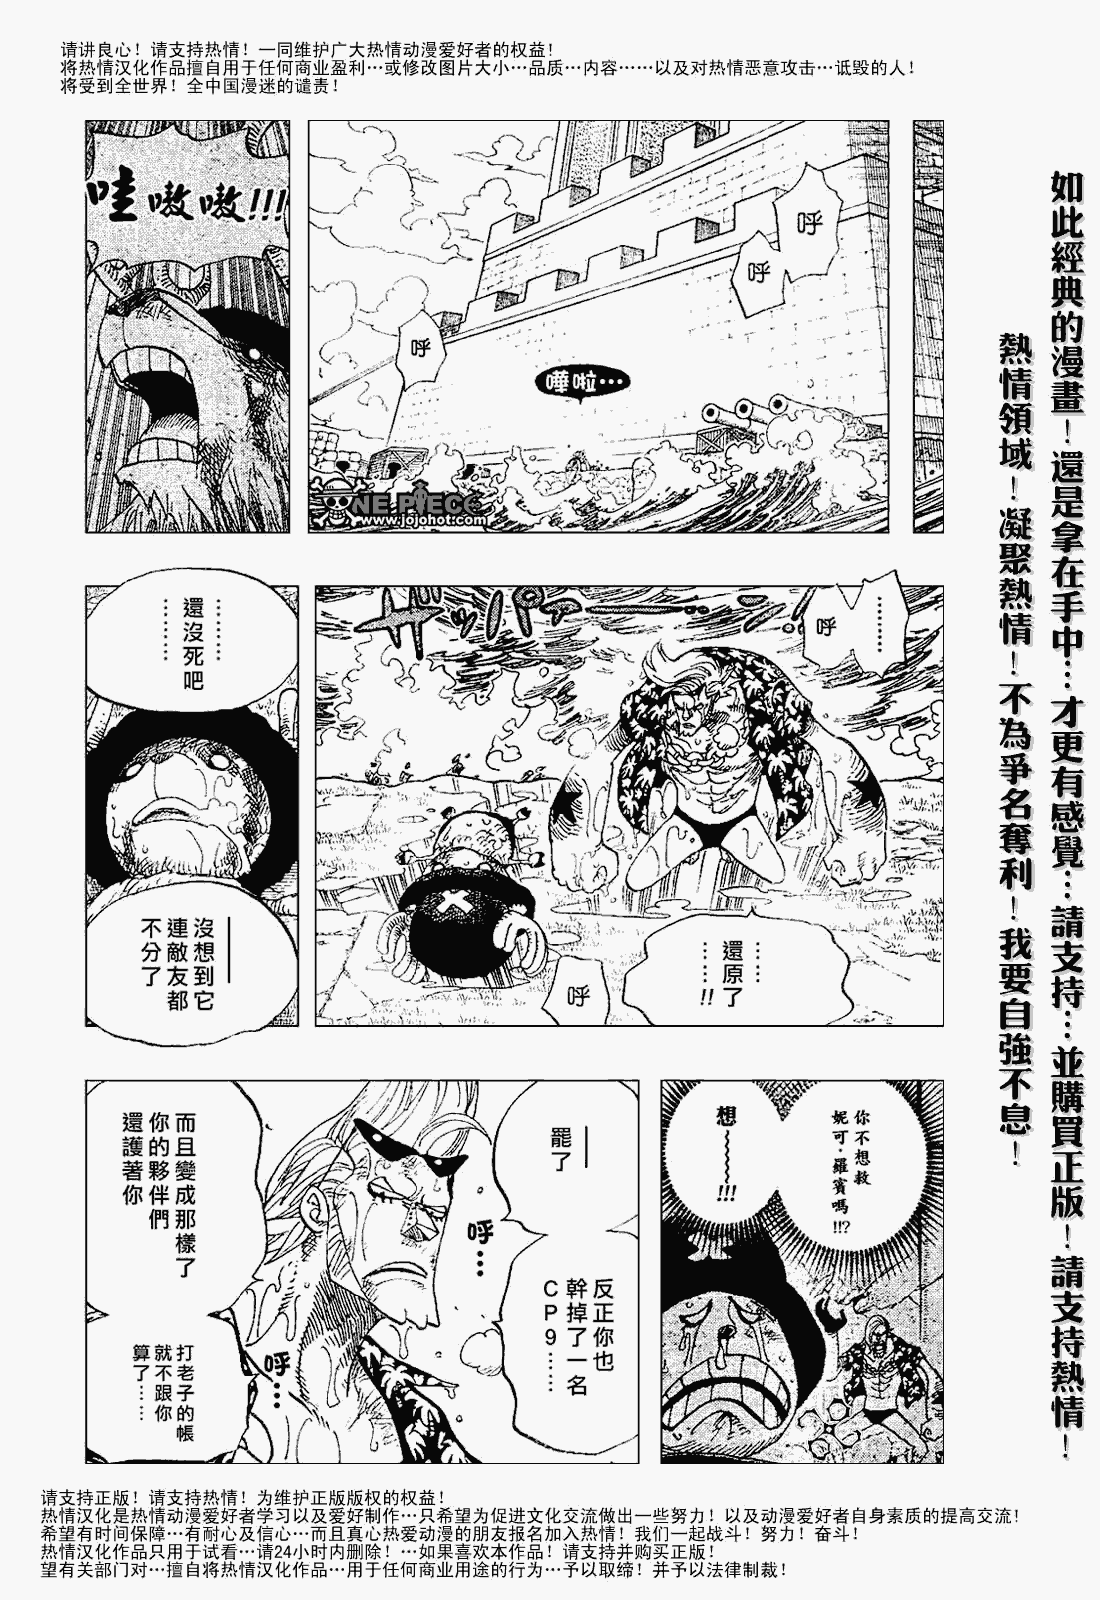 请讲良心！请支持热情！一同维护广大热情动漫爱好者的权益！
将热情汉化作品擅自用于任何商业盈利…或修改图片大小…品质…内容……以及对热情恶意攻击…诋毁的人！
将受到全世界！全中国漫迷的谴责！
如此經典的漫畫！還是拿在手中…才更有感覺…請支持…並購買正版！請支持熱情！
熱情領域！凝聚熱情！不為爭名奪利！我要自強不息！
呼
呼
呼
嘩啦…
ONE PIECE
www.jojohot.com
哇嗷嗷!!!
………
呼
ザッパアン
……
還原了
……!!
呼
………
還沒死吧
………
——
沒想到它
連敵友都
不分了
你不想救
妮可·羅賓嗎!!?
想~~~~!!!
——
罷了
反正你也
幹掉了一名
CP9……
呼…
呼…
而且變成那樣了
你的夥伴們
還護著你
打老子的帳
就不跟你
算了……
请支持正版！请支持热情！为维护正版版权的权益！
热情汉化是热情动漫爱好者学习以及爱好制作…只希望为促进文化交流做出一些努力！以及动漫爱好者自身素质的提高交流！
希望有时间保障…有耐心及信心…而且真心热爱动漫的朋友报名加入热情！我们一起战斗！努力！奋斗！
热情汉化作品只用于试看…请24小时内删除！…如果喜欢本作品！请支持并购买正版！
望有关部门对…擅自将热情汉化作品…用于任何商业用途的行为…予以取缔！并予以法律制裁！